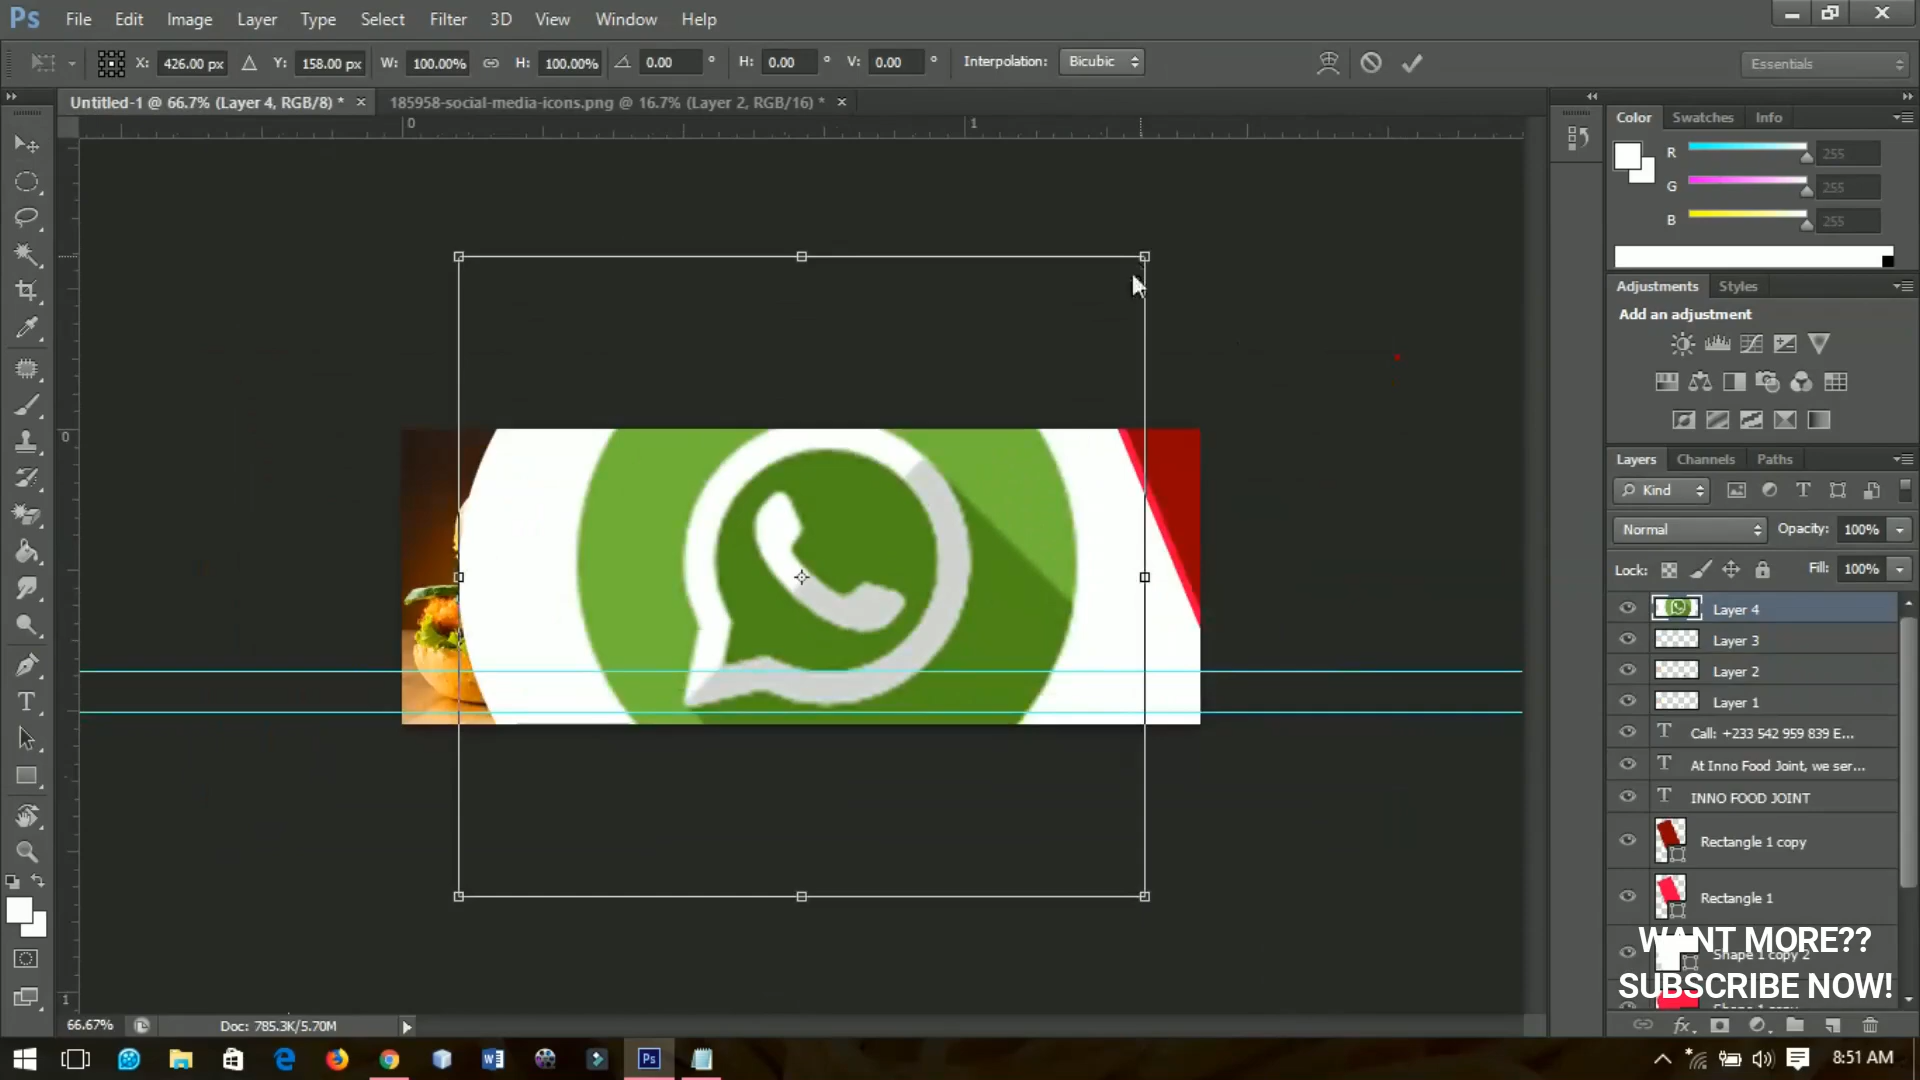 Ps File Edit Image Layer Type Select Filter 3D View Window Help
X: 426.00 px Y: 158.00 px W: 100.00% H: 100.00% 0.00 ° H: 0.00 ° V: 0.00 ° Interpolation: Bicubic Essentials
Untitled-1 @ 66.7% (Layer 4, RGB/8) * × 185958-social-media-icons.png @ 16.7% (Layer 2, RGB/16) * ×
0 1
0
1
Color Swatches Info
R 255
G 255
B 255
Adjustments Styles
Add an adjustment
Layers Channels Paths
Kind
Normal Opacity: 100%
Lock: Fill: 100%
Layer 4
Layer 3
Layer 2
Layer 1
T Call: +233 542 959 839 E...
T At Inno Food Joint, we ser...
T INNO FOOD JOINT
Rectangle 1 copy
Rectangle 1
Shape 1 copy 2
WANT MORE??
SUBSCRIBE NOW!
66.67% Doc: 785.3K/5.70M
8:51 AM